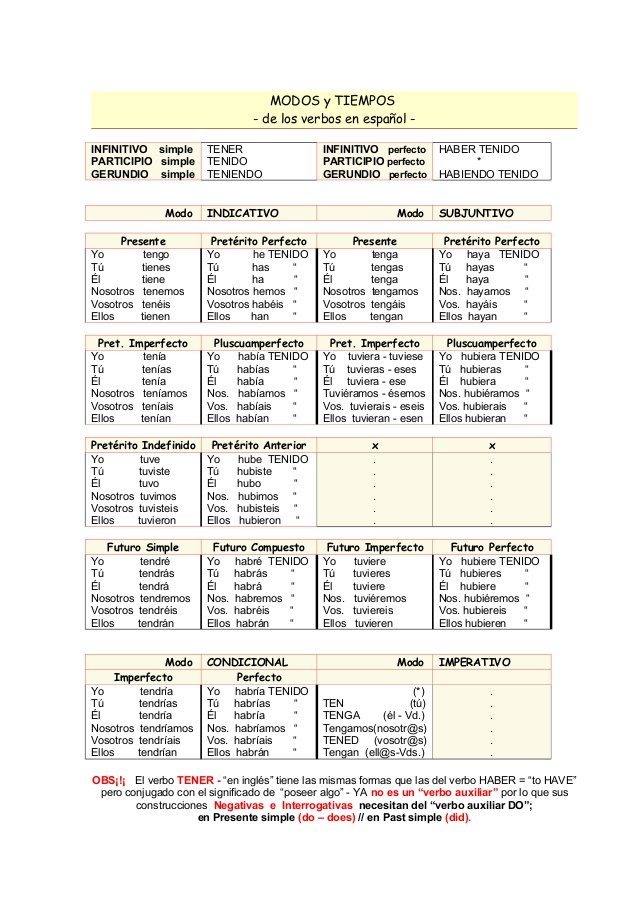 MODOS y TIEMPOS
- de los verbos en español -
INFINITIVO simple TENER INFINITIVO perfecto HABER TENIDO
PARTICIPIO simple TENIDO PARTICIPIO perfecto *
GERUNDIO simple TENIENDO GERUNDIO perfecto HABIENDO TENIDO
Modo INDICATIVO Modo SUBJUNTIVO
Presente Pretérito Perfecto Presente Pretérito Perfecto
Yo tengo Yo he TENIDO Yo tenga Yo haya TENIDO
Tú tienes Tú has " Tú tengas Tú hayas "
Él tiene Él ha " Él tenga Él haya "
Nosotros tenemos Nosotros hemos " Nosotros tengamos Nos. hayamos "
Vosotros tenéis Vosotros habéis " Vosotros tengáis Vos. hayáis "
Ellos tienen Ellos han " Ellos tengan Ellos hayan "
Pret. Imperfecto Pluscuamperfecto Pret. Imperfecto Pluscuamperfecto
Yo tenía Yo había TENIDO Yo tuviera - tuviese Yo hubiera TENIDO
Tú tenías Tú habías " Tú tuvieras - eses Tú hubieras "
Él tenía Él había " Él tuviera - ese Él hubiera "
Nosotros teníamos Nos. habíamos " Tuviéramos - ésemos Nos. hubiéramos "
Vosotros teníais Vos. habíais " Vos. tuvierais - eseis Vos. hubierais "
Ellos tenían Ellos habían " Ellos tuvieran - esen Ellos hubieran "
Pretérito Indefinido Pretérito Anterior x x
Yo tuve Yo hube TENIDO . .
Tú tuviste Tú hubiste " . .
Él tuvo Él hubo " . .
Nosotros tuvimos Nos. hubimos " . .
Vosotros tuvisteis Vos. hubisteis " . .
Ellos tuvieron Ellos hubieron " . .
Futuro Simple Futuro Compuesto Futuro Imperfecto Futuro Perfecto
Yo tendré Yo habré TENIDO Yo tuviere Yo hubiere TENIDO
Tú tendrás Tú habrás " Tú tuvieres Tú hubieres "
Él tendrá Él habrá " Él tuviere Él hubiere "
Nosotros tendremos Nos. habremos " Nos. tuviéremos Nos. hubiéremos "
Vosotros tendréis Vos. habréis " Vos. tuviereis Vos. hubiereis "
Ellos tendrán Ellos habrán " Ellos tuvieren Ellos hubieren "
Modo CONDICIONAL Modo IMPERATIVO
Imperfecto Perfecto
Yo tendría Yo habría TENIDO (*) .
Tú tendrías Tú habrías " TEN (tú) .
Él tendría Él habría " TENGA (él - Vd.) .
Nosotros tendríamos Nos. habríamos " Tengamos(nosotr@s) .
Vosotros tendríais Vos. habríais " TENED (vosotr@s) .
Ellos tendrían Ellos habrán " Tengan (ell@s-Vds.) .
OBS¡!¡ El verbo TENER - "en inglés" tiene las mismas formas que las del verbo HABER = "to HAVE"
pero conjugado con el significado de "poseer algo" - YA no es un "verbo auxiliar" por lo que sus
construcciones Negativas e Interrogativas necesitan del "verbo auxiliar DO";
en Presente simple (do – does) // en Past simple (did).